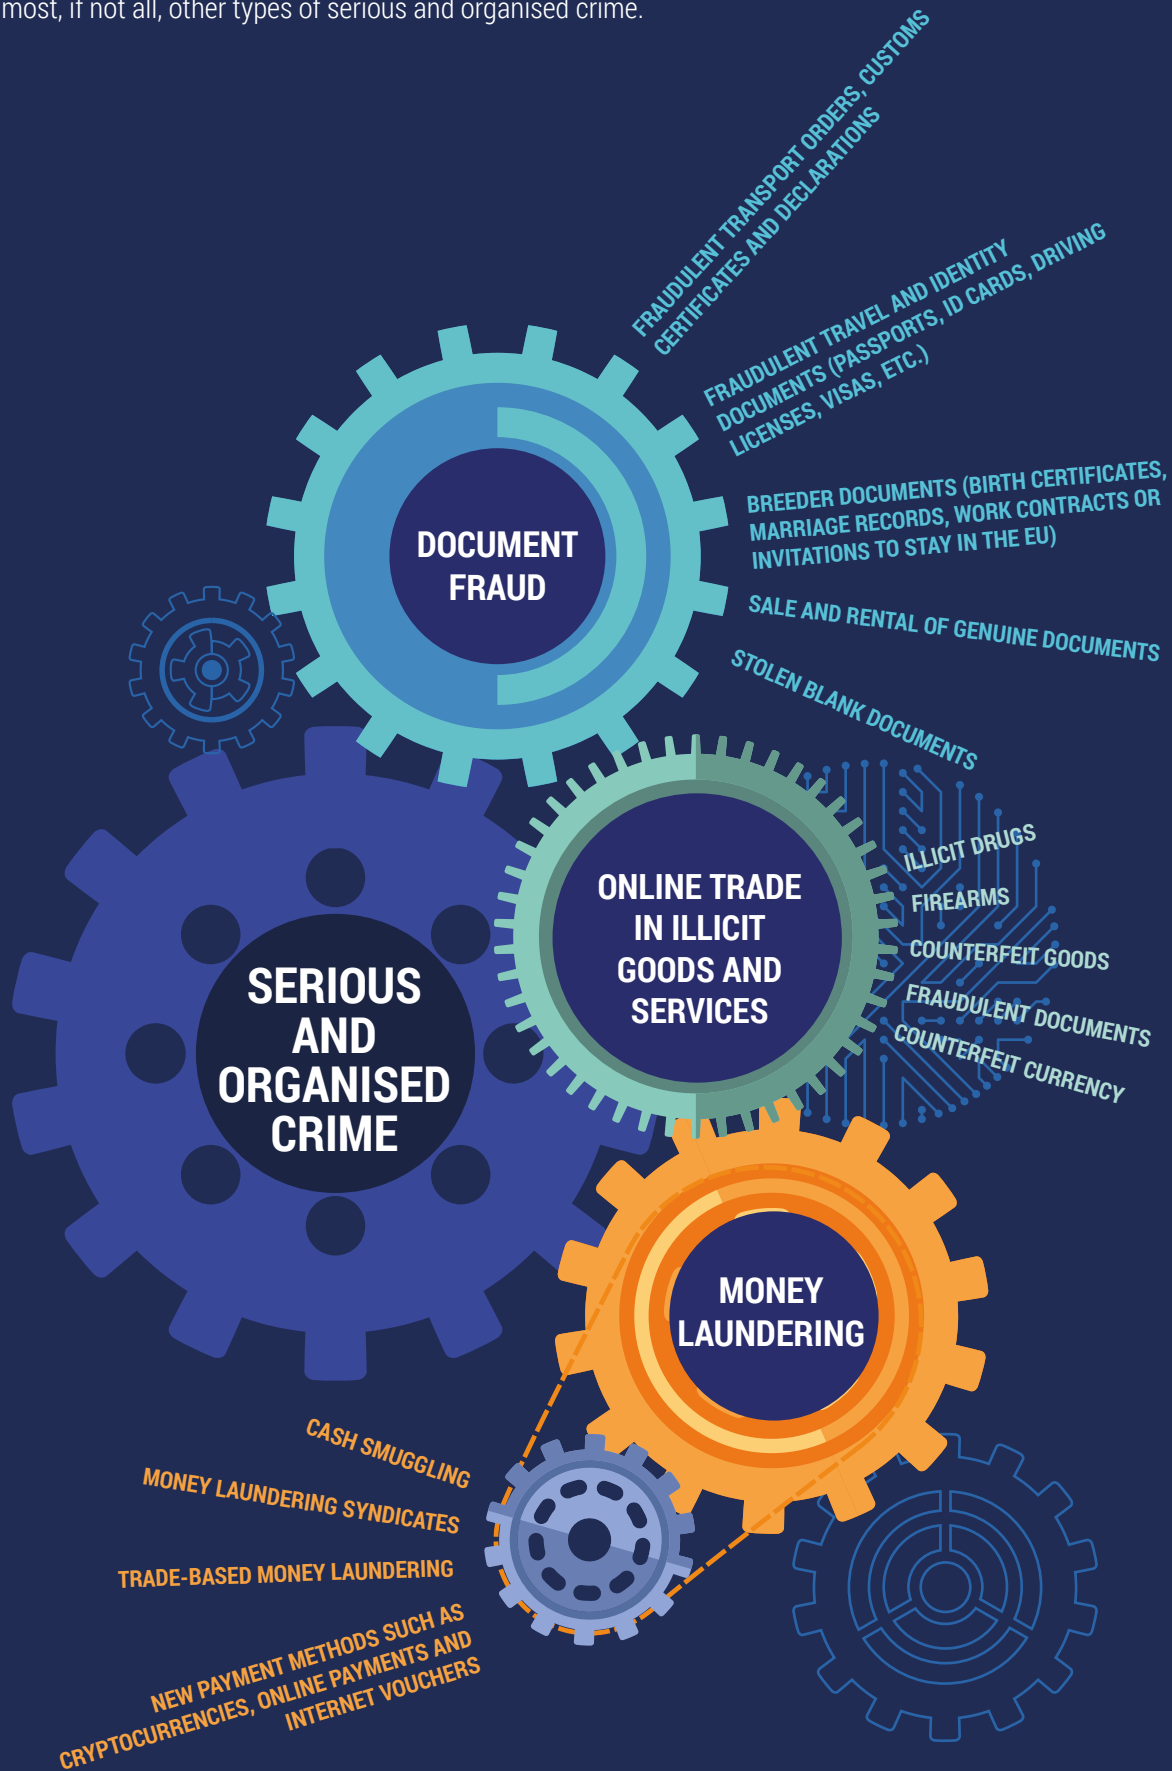 most, if not all, other types of serious and organised crime.
FRAUDULENT TRANSPORT ORDERS, CUSTOMS
CERTIFICATES AND DECLARATIONS
FRAUDULENT TRAVEL AND IDENTITY
DOCUMENTS (PASSPORTS, ID CARDS, DRIVING
LICENSES, VISAS, ETC.)
BREEDER DOCUMENTS (BIRTH CERTIFICATES,
MARRIAGE RECORDS, WORK CONTRACTS OR
INVITATIONS TO STAY IN THE EU)
SALE AND RENTAL OF GENUINE DOCUMENTS
STOLEN BLANK DOCUMENTS
DOCUMENT
FRAUD
ONLINE TRADE
IN ILLICIT
GOODS AND
SERVICES
ILLICIT DRUGS
FIREARMS
COUNTERFEIT GOODS
FRAUDULENT DOCUMENTS
COUNTERFEIT CURRENCY
SERIOUS
AND
ORGANISED
CRIME
MONEY
LAUNDERING
CASH SMUGGLING
MONEY LAUNDERING SYNDICATES
TRADE-BASED MONEY LAUNDERING
NEW PAYMENT METHODS SUCH AS
CRYPTOCURRENCIES, ONLINE PAYMENTS AND
INTERNET VOUCHERS